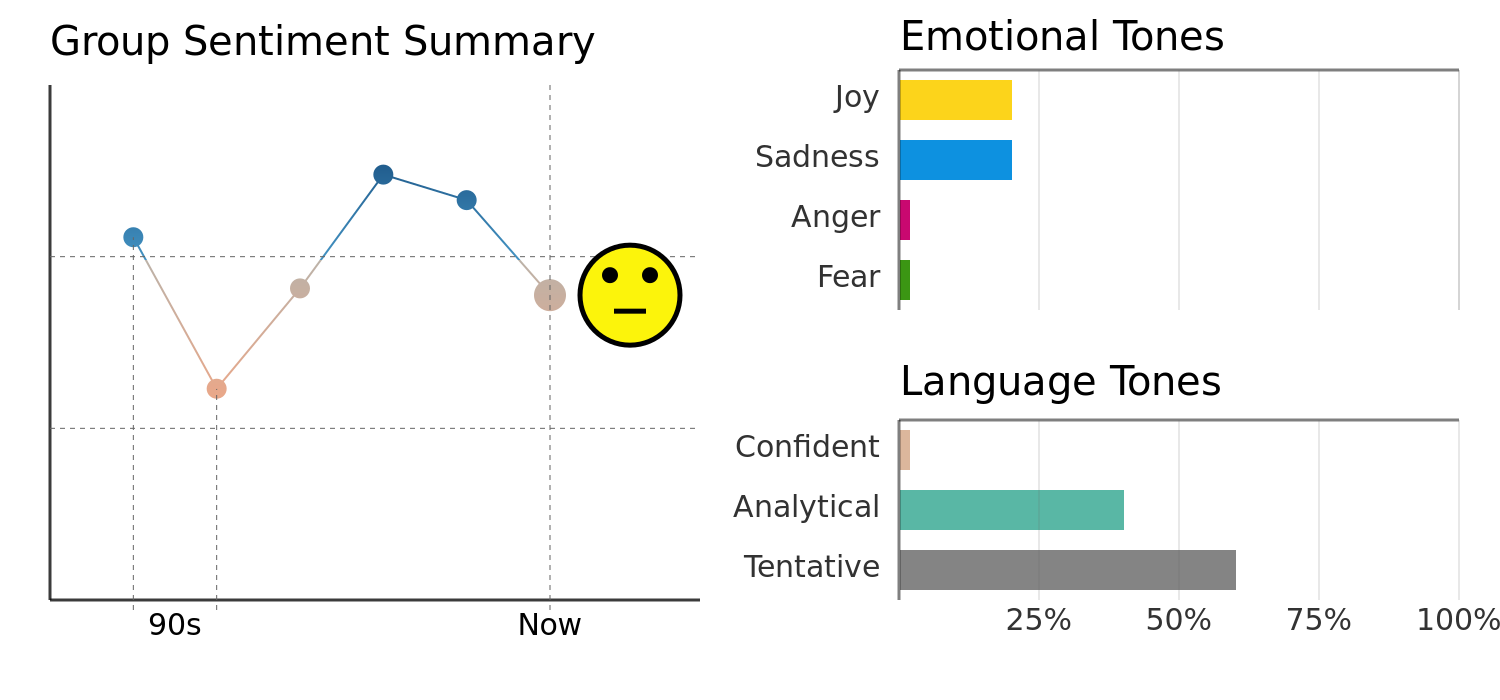 Group Sentiment Summary
90s
Now
Emotional Tones
Joy
Sadness
Anger
Fear
Language Tones
Confident
Analytical
Tentative
25% 50% 75% 100%